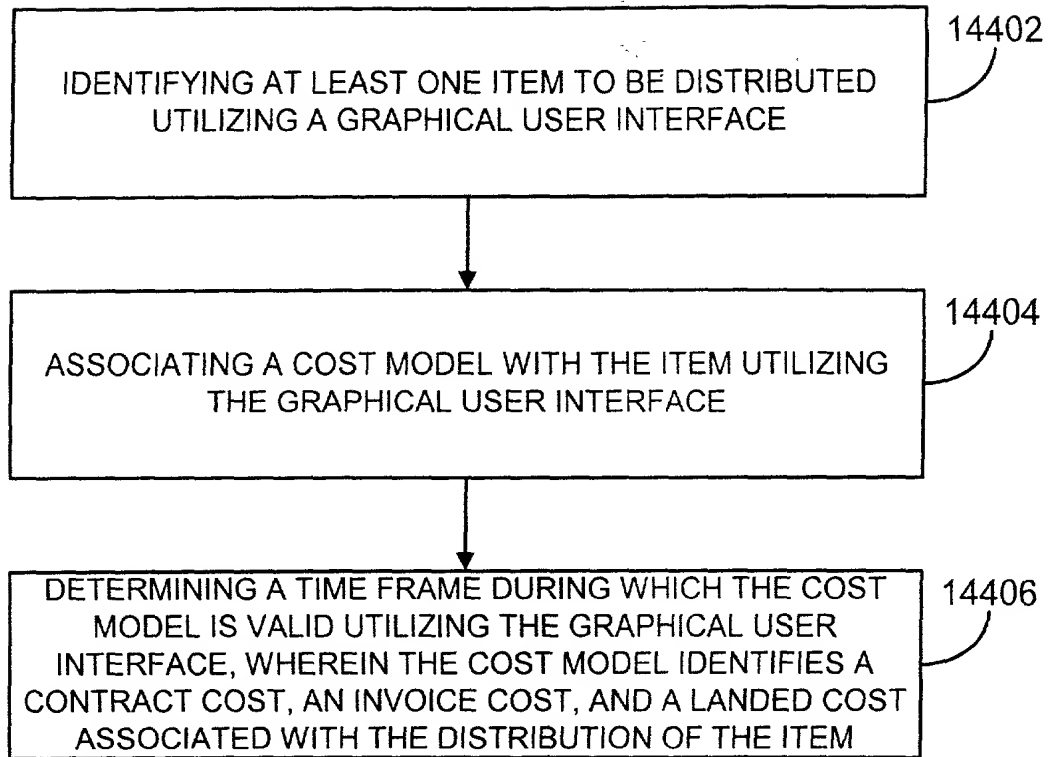 14402
IDENTIFYING AT LEAST ONE ITEM TO BE DISTRIBUTED
UTILIZING A GRAPHICAL USER INTERFACE
14404
ASSOCIATING A COST MODEL WITH THE ITEM UTILIZING
THE GRAPHICAL USER INTERFACE
14406
DETERMINING A TIME FRAME DURING WHICH THE COST
MODEL IS VALID UTILIZING THE GRAPHICAL USER
INTERFACE, WHEREIN THE COST MODEL IDENTIFIES A
CONTRACT COST, AN INVOICE COST, AND A LANDED COST
ASSOCIATED WITH THE DISTRIBUTION OF THE ITEM